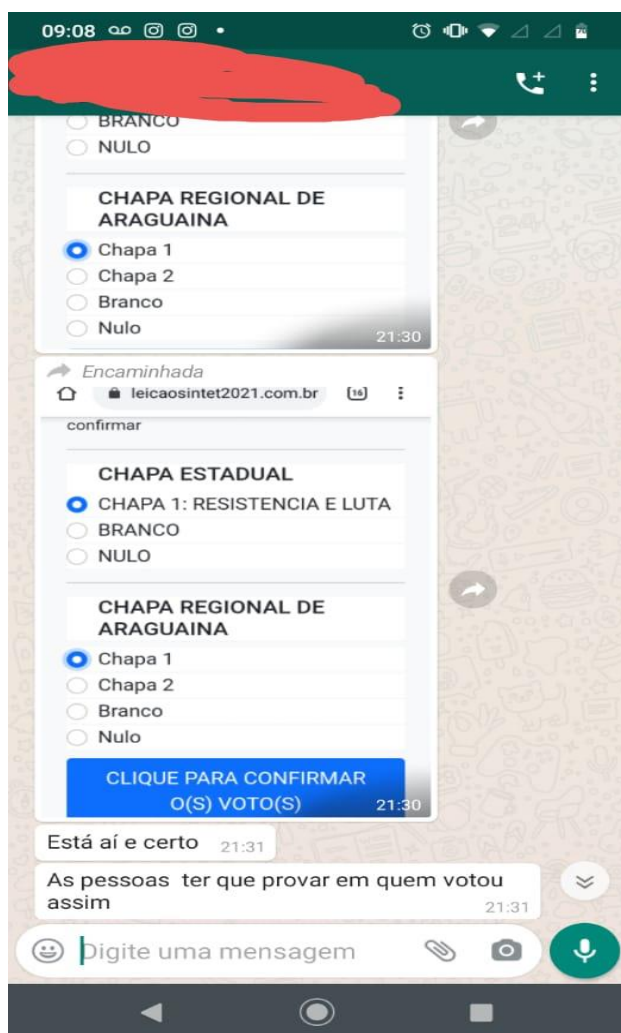 09:08
BRANCO
NULO
CHAPA REGIONAL DE
ARAGUAINA
Chapa 1
Chapa 2
Branco
Nulo
21:30
Encaminhada
leicaosintet2021.com.br
16
confirmar
CHAPA ESTADUAL
CHAPA 1: RESISTENCIA E LUTA
BRANCO
NULO
CHAPA REGIONAL DE
ARAGUAINA
Chapa 1
Chapa 2
Branco
Nulo
CLIQUE PARA CONFIRMAR
O(S) VOTO(S)
21:30
Está aí e certo 21:31
As pessoas ter que provar em quem votou
assim
21:31
Digite uma mensagem